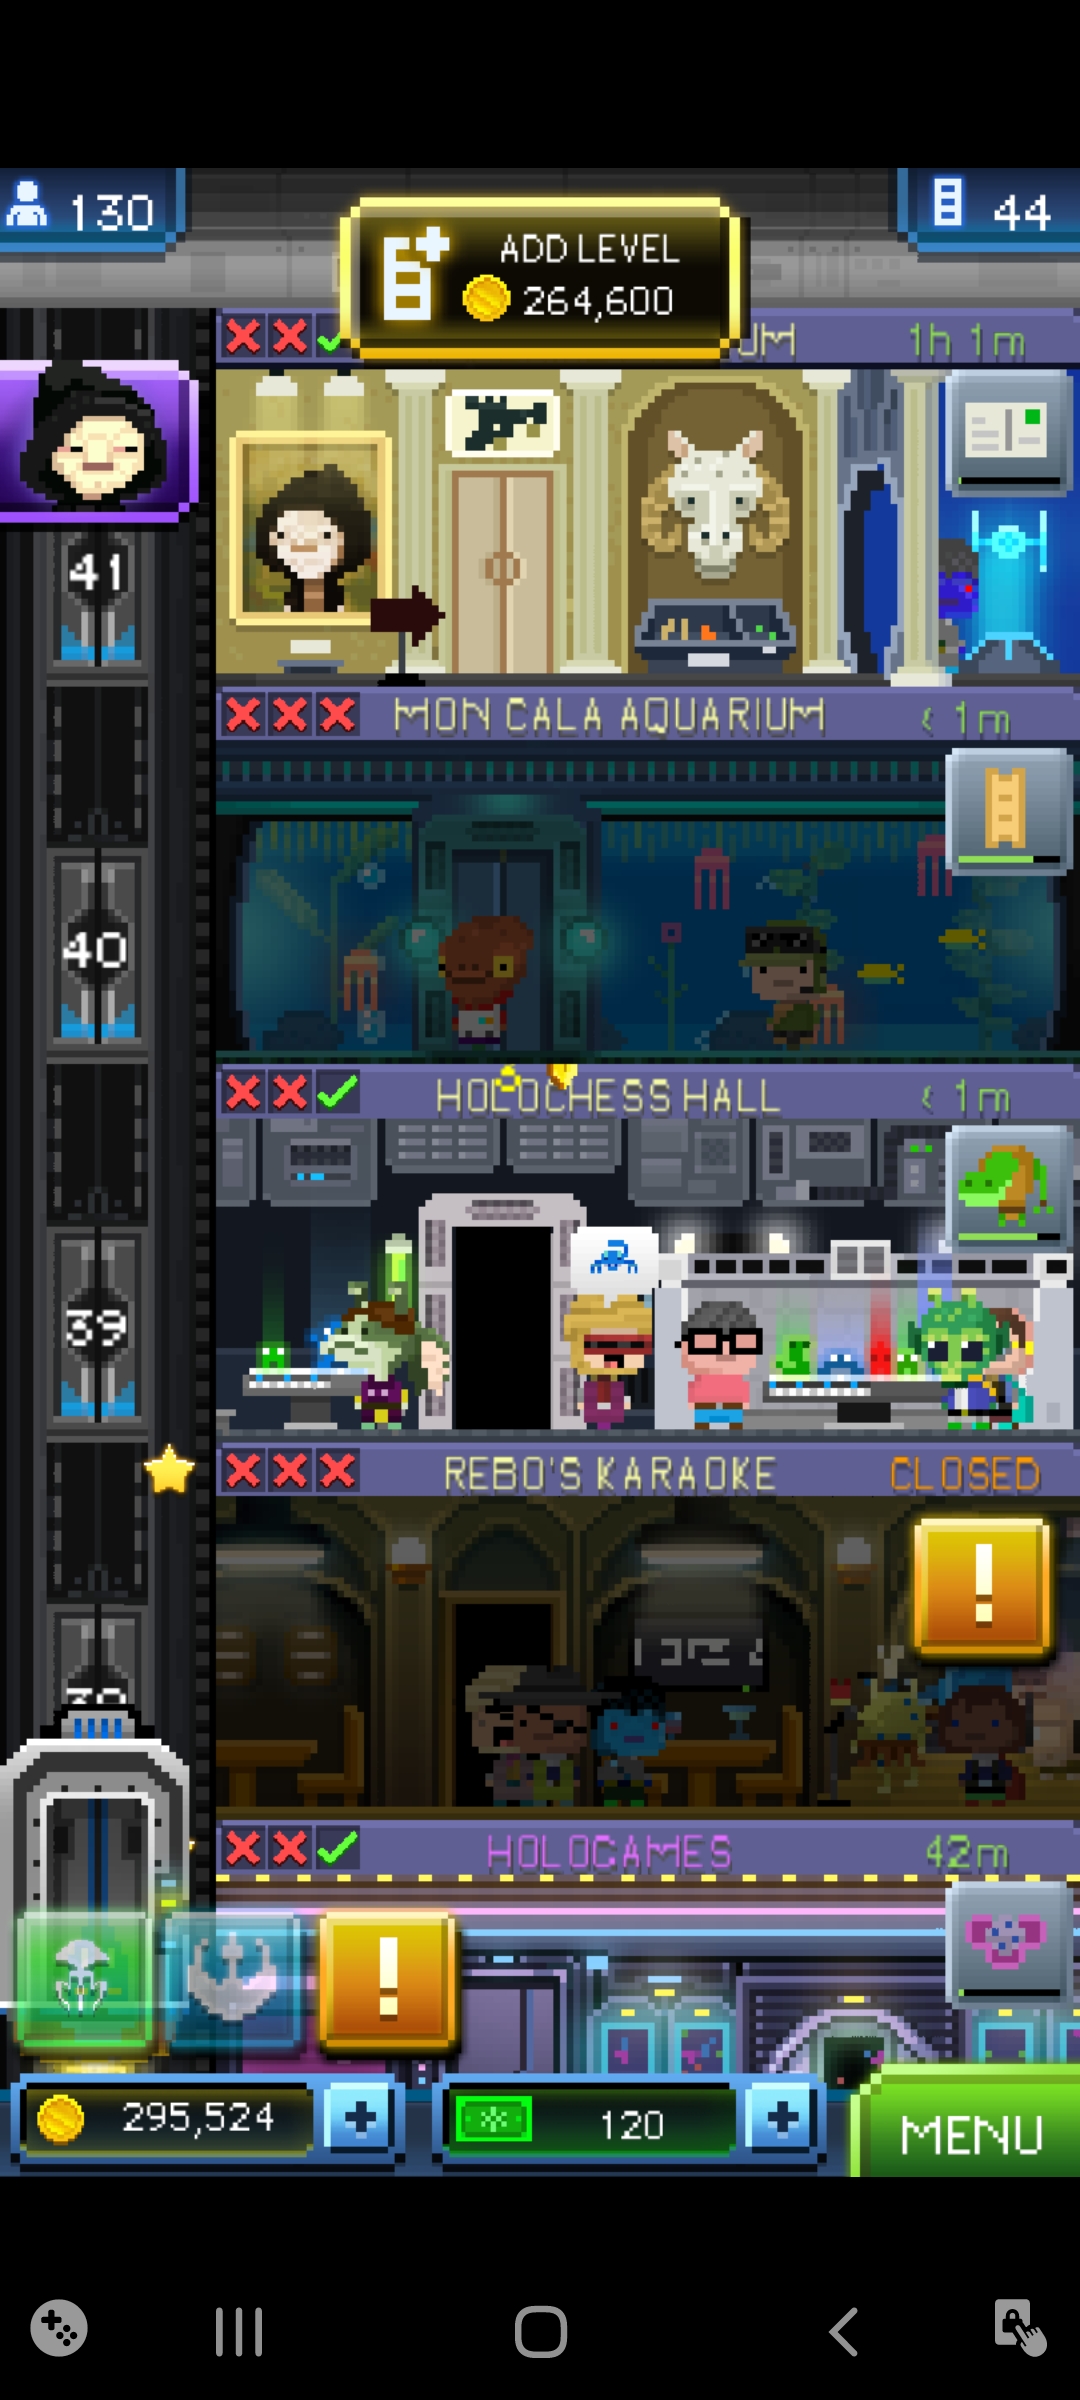 130
ADD LEVEL
264,600
44
UM
1h 1m
41
MON CALA AQUARIUM
< 1m
40
HOLOCHESS HALL
< 1m
39
REBO'S KARAOKE
CLOSED
!
HOLOGAMES
42m
!
295,524
+
120
+
MENU